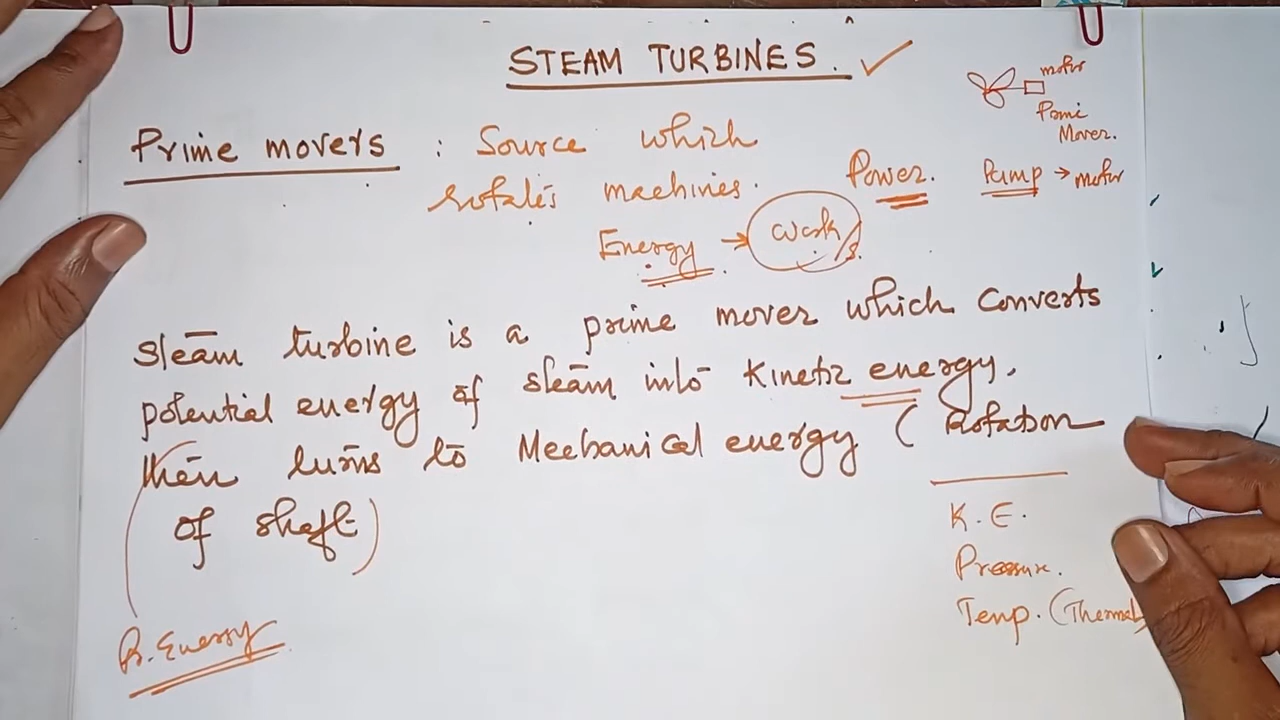 STEAM TURBINES.
motor
Prime
Mover.
Prime movers : Source which
rotates machines.
Power. Pump → motor
Energy → Work/s.
Steam turbine is a prime mover which converts
potential energy of steam into Kinetic energy.
then turns to Mechanical energy ( Rotation
of shaft)
K.E.
Pressure.
Temp. (Thermal)
Energy